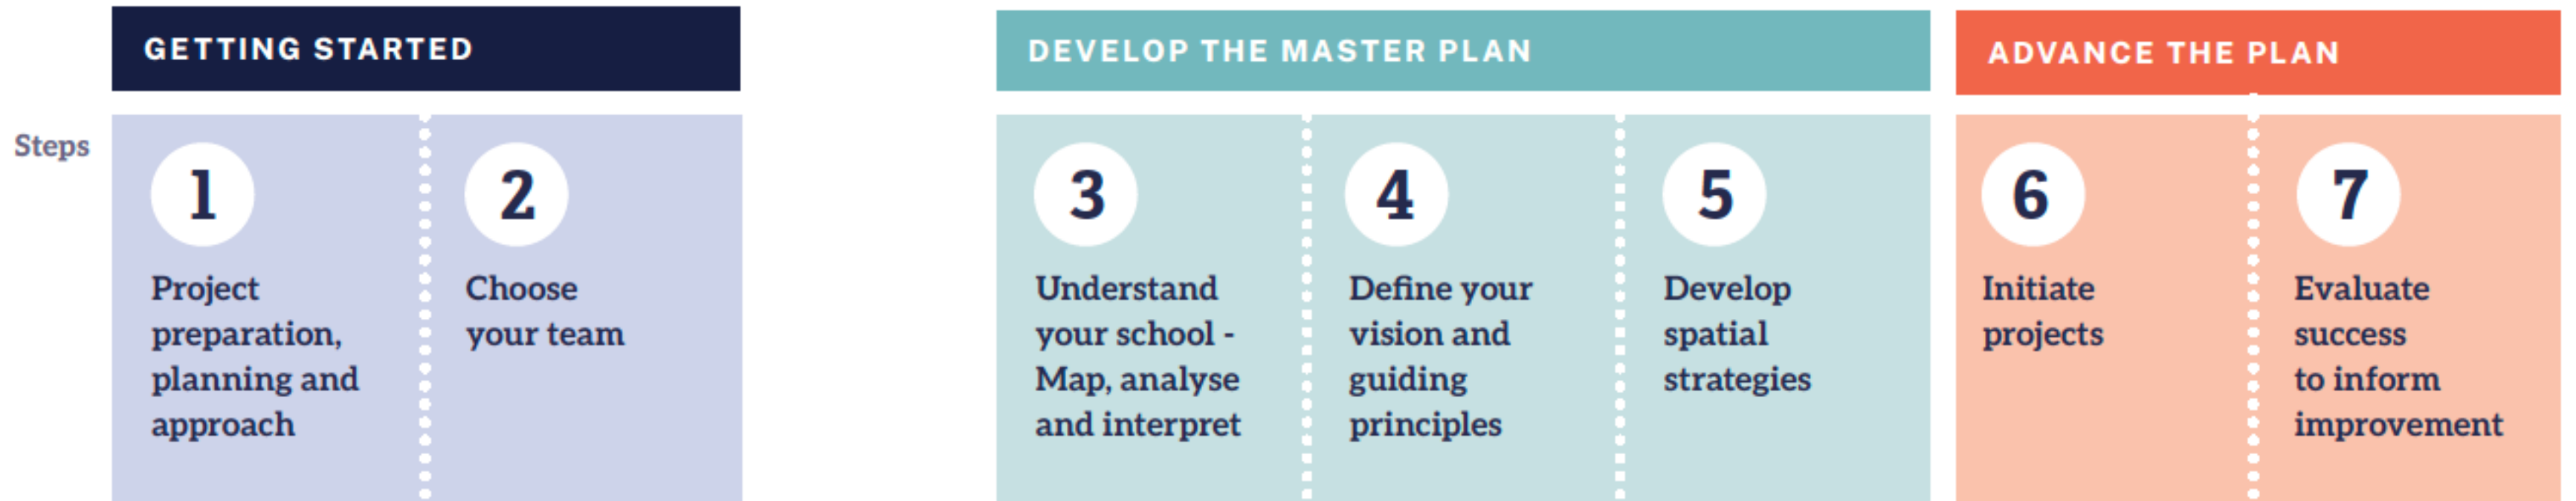 GETTING STARTED
DEVELOP THE MASTER PLAN
ADVANCE THE PLAN
Steps
1
Project
preparation,
planning and
approach
2
Choose
your team
3
Understand
your school -
Map, analyse
and interpret
4
Define your
vision and
guiding
principles
5
Develop
spatial
strategies
6
Initiate
projects
7
Evaluate
success
to inform
improvement